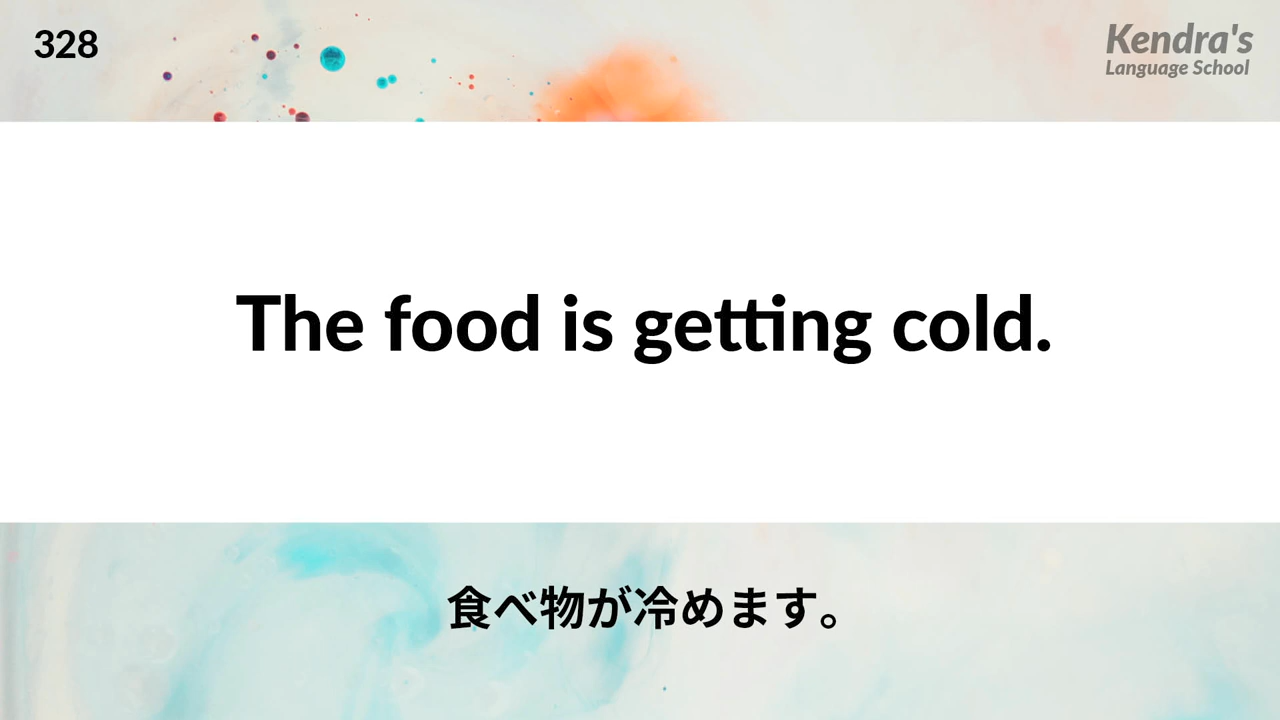 328
Kendra's
Language School
The food is getting cold.
食べ物が冷めます。